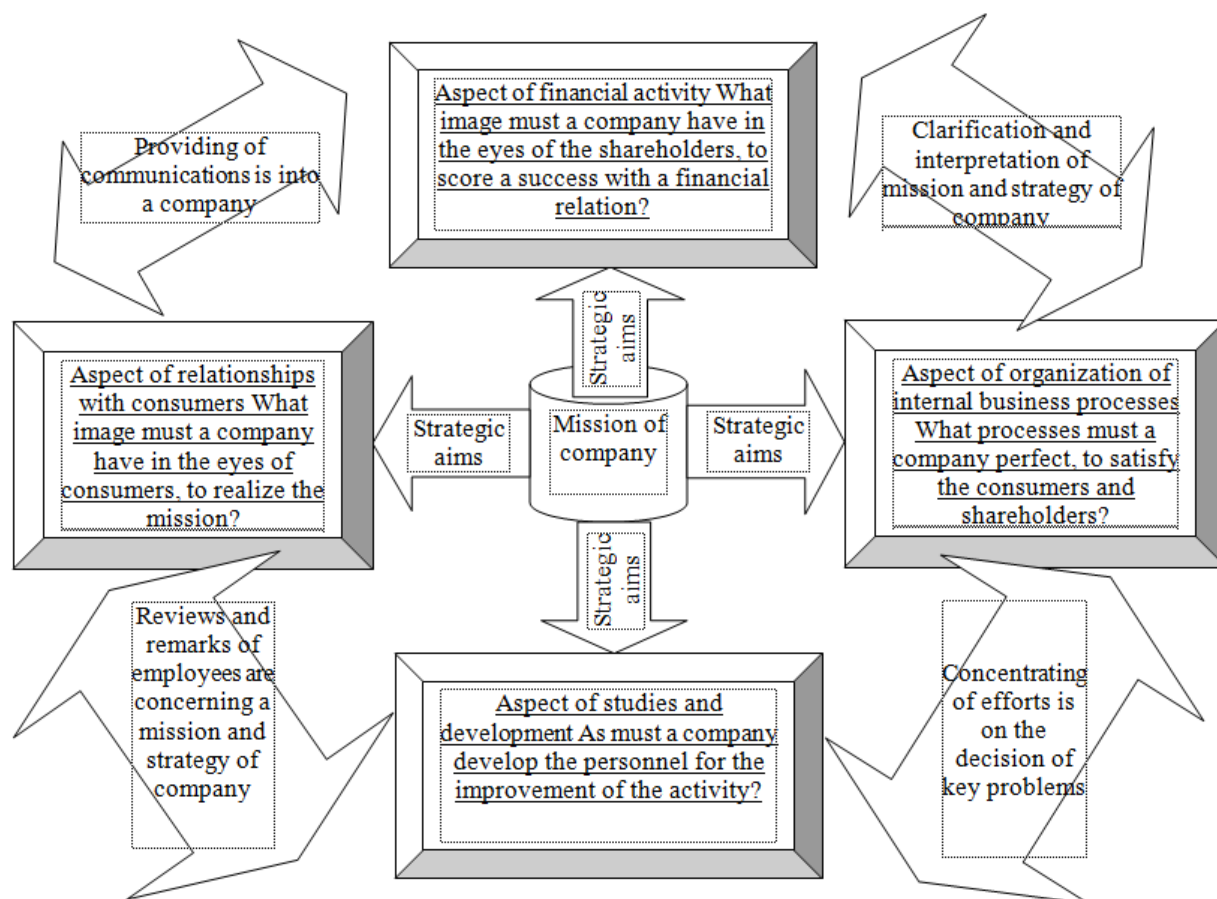 Aspect of financial activity What
image must a company have in
the eyes of the shareholders, to
score a success with a financial
relation?
Providing of
communications is into
a company
Clarification and
interpretation of
mission and strategy of
company
Strategic
aims
Aspect of relationships
with consumers What
image must a company
have in the eyes of
consumers, to realize the
mission?
Strategic
aims
Mission of
company
Strategic
aims
Aspect of organization of
internal business processes
What processes must a
company perfect, to satisfy
the consumers and
shareholders?
Strategic
aims
Reviews and
remarks of
employees are
concerning a
mission and
strategy of
company
Aspect of studies and
development As must a company
develop the personnel for the
improvement of the activity?
Concentrating
of efforts is
on the
decision of
key problems